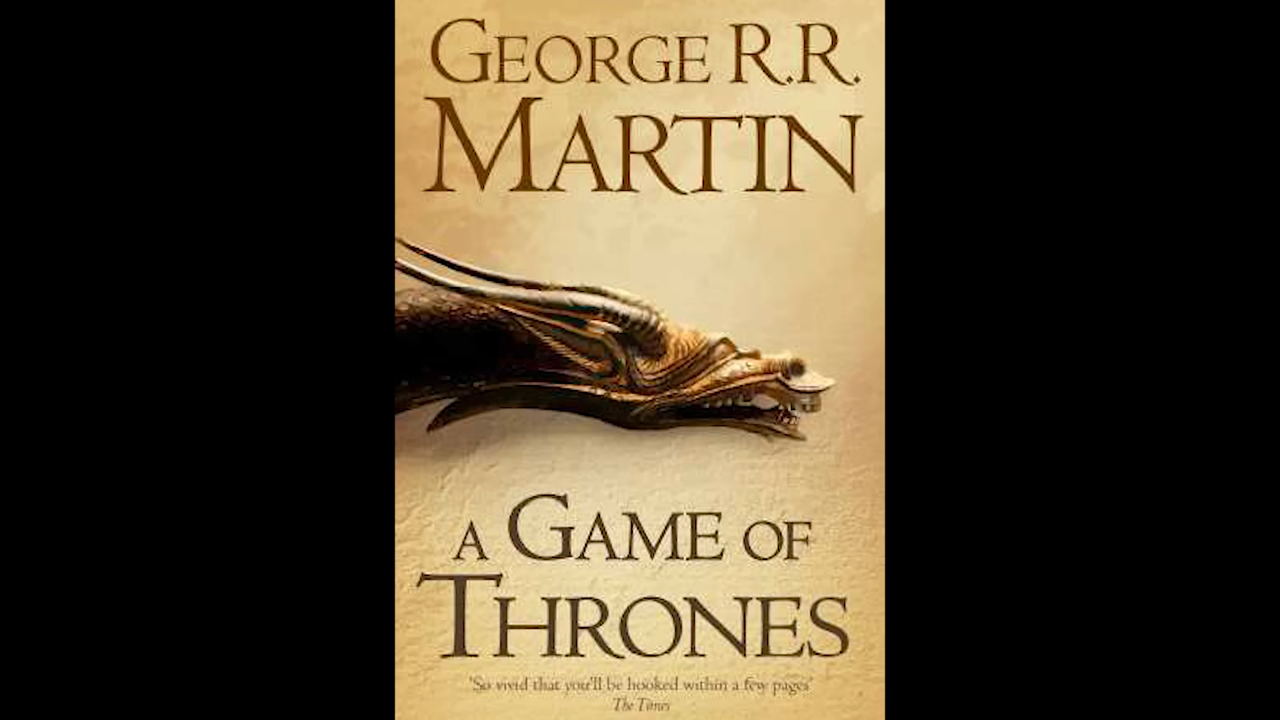 GEORGE R.R.
MARTIN
A GAME OF
THRONES
'So vivid that you'll be hooked within a few pages'
The Times